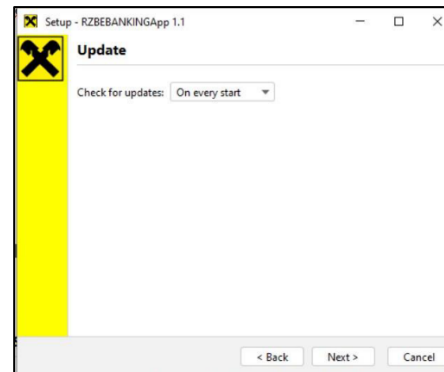 Setup - RZBEBANKINGApp 1.1
Update
Check for updates: On every start
< Back Next > Cancel